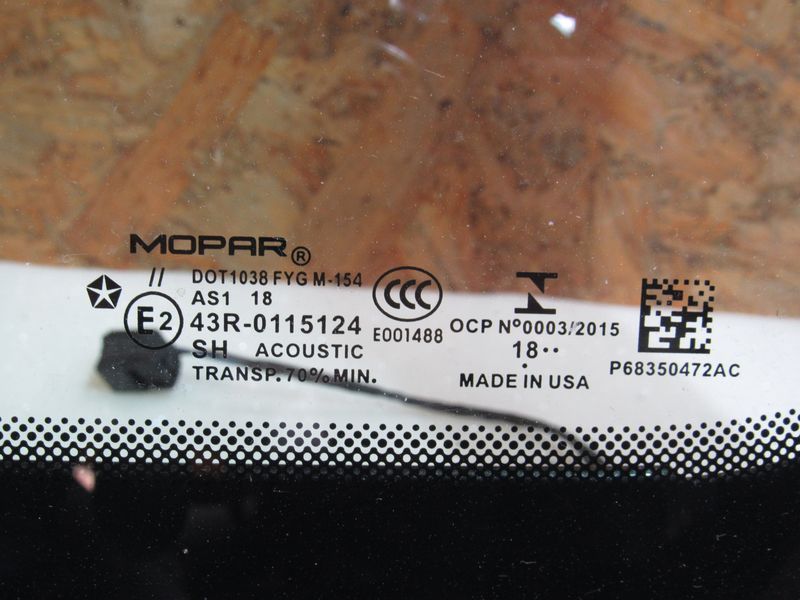 MOPAR®
// DOT1038 FYG M-154
AS1 18
E2 43R-0115124
SH ACOUSTIC
TRANSP. 70% MIN.
CCC
E001488
OCP Nº0003/2015
18··
.
MADE IN USA
P68350472AC